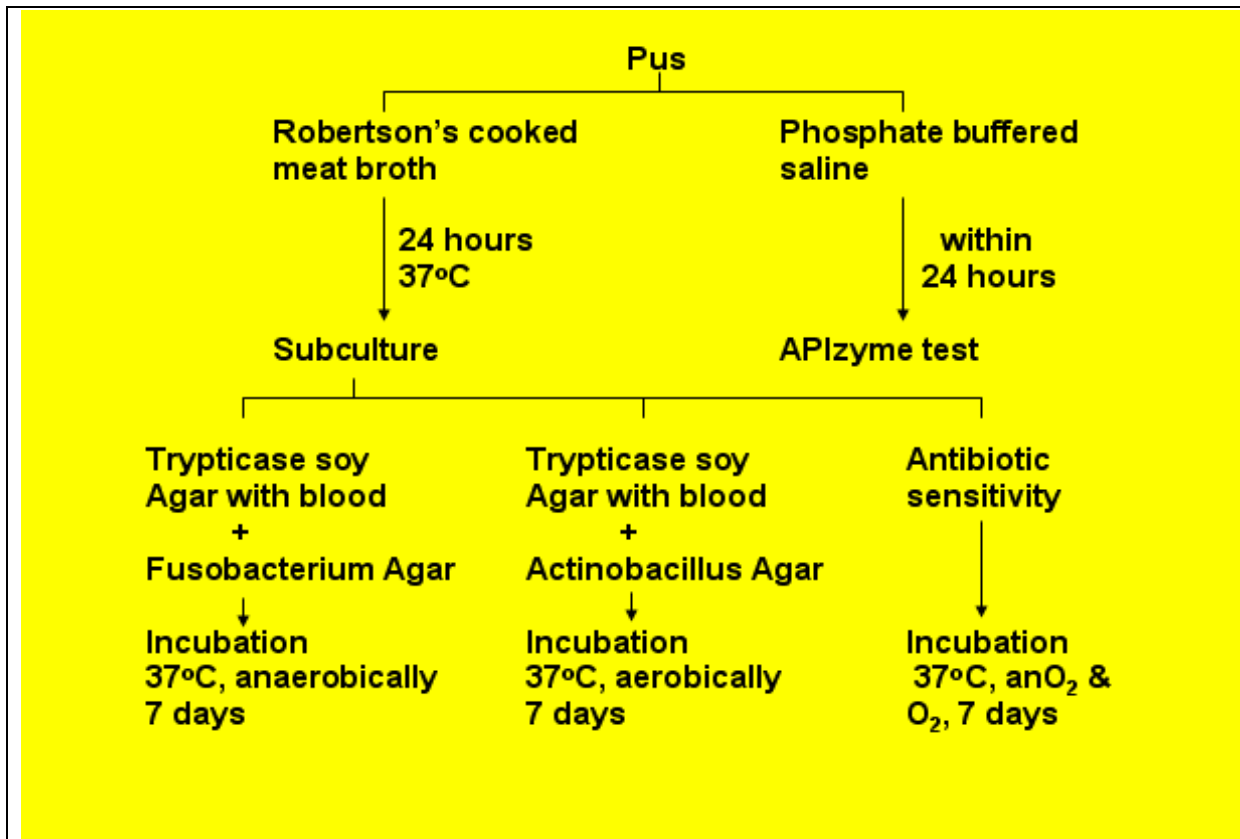 Pus
Robertson's cooked
meat broth
Phosphate buffered
saline
24 hours
37ºC
within
24 hours
Subculture
APIzyme test
Trypticase soy
Agar with blood
+
Fusobacterium Agar
Trypticase soy
Agar with blood
+
Actinobacillus Agar
Antibiotic
sensitivity
Incubation
37ºC, anaerobically
7 days
Incubation
37ºC, aerobically
7 days
Incubation
37ºC, anO₂ &
O₂, 7 days